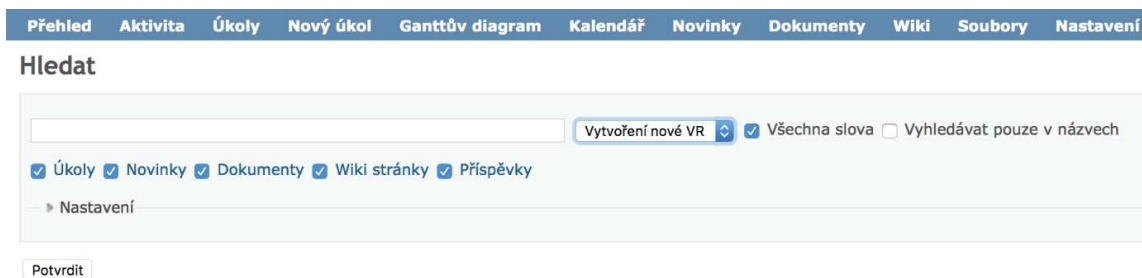 Přehled Aktivita Úkoly Nový úkol Ganttův diagram Kalendář Novinky Dokumenty Wiki Soubory Nastavení
Hledat
Vytvoření nové VR Všechna slova Vyhledávat pouze v názvech
Úkoly Novinky Dokumenty Wiki stránky Příspěvky
Nastavení
Potvrdit